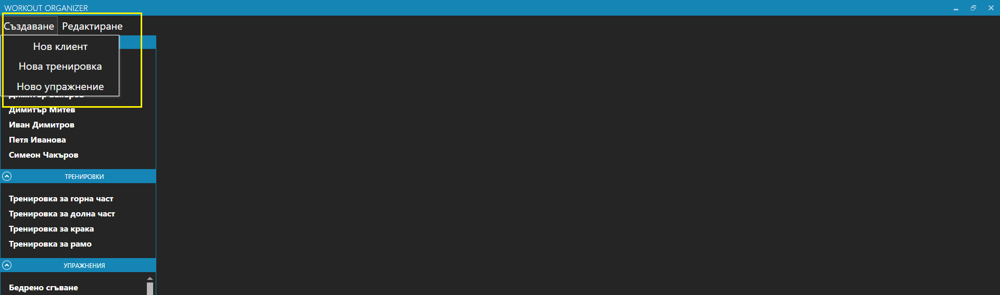 WORKOUT ORGANIZER
Създаване Редактиране
Нов клиент
Нова тренировка
Ново упражнение
Димитър Митев
Иван Димитров
Петя Иванова
Симеон Чакъров
ТРЕНИРОВКИ
Тренировка за горна част
Тренировка за долна част
Тренировка за крака
Тренировка за рамо
УПРАЖНЕНИЯ
Бедрено сгъване